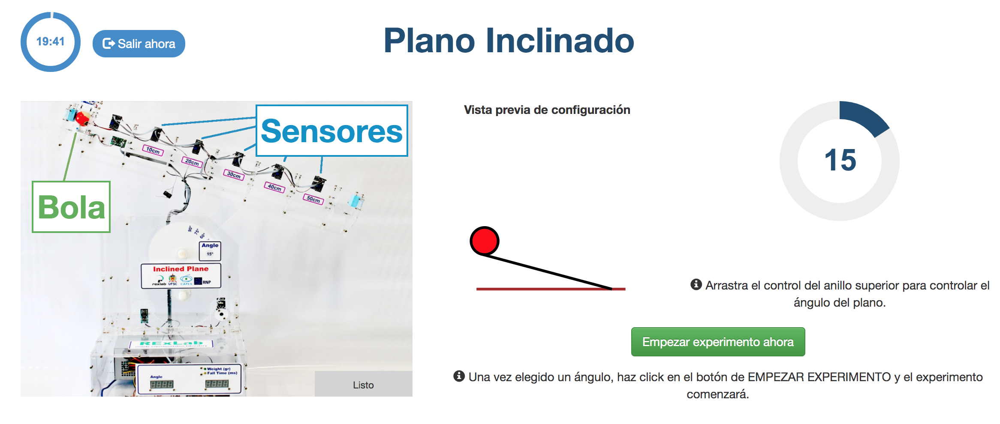 19:41
Salir ahora
Plano Inclinado
Sensores
Bola
10cm
20cm
30cm
40cm
50cm
90°
75°
60°
Angle
15°
Inclined Plane
rexlab UFSC CAPES RNP
RExLab
remote experimentation laboratory
Weight (gr)
Fall Time (ms)
Angle
Listo
Vista previa de configuración
15
Arrastra el control del anillo superior para controlar el
ángulo del plano.
Empezar experimento ahora
Una vez elegido un ángulo, haz click en el botón de EMPEZAR EXPERIMENTO y el experimento
comenzará.